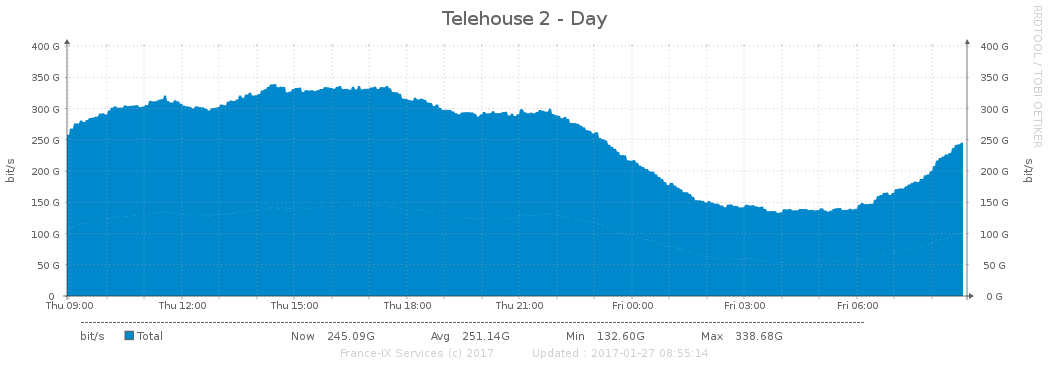 Telehouse 2 - Day
RRDTOOL / TOBI OETIKER
bit/s
400 G 400 G
350 G 350 G
300 G 300 G
250 G 250 G
200 G 200 G
150 G 150 G
100 G 100 G
50 G 50 G
0 0 G
bit/s
Thu 09:00 Thu 12:00 Thu 15:00 Thu 18:00 Thu 21:00 Fri 00:00 Fri 03:00 Fri 06:00
bit/s Total Now 245.09G Avg 251.14G Min 132.60G Max 338.68G
France-IX Services (c) 2017 Updated : 2017-01-27 08:55:14